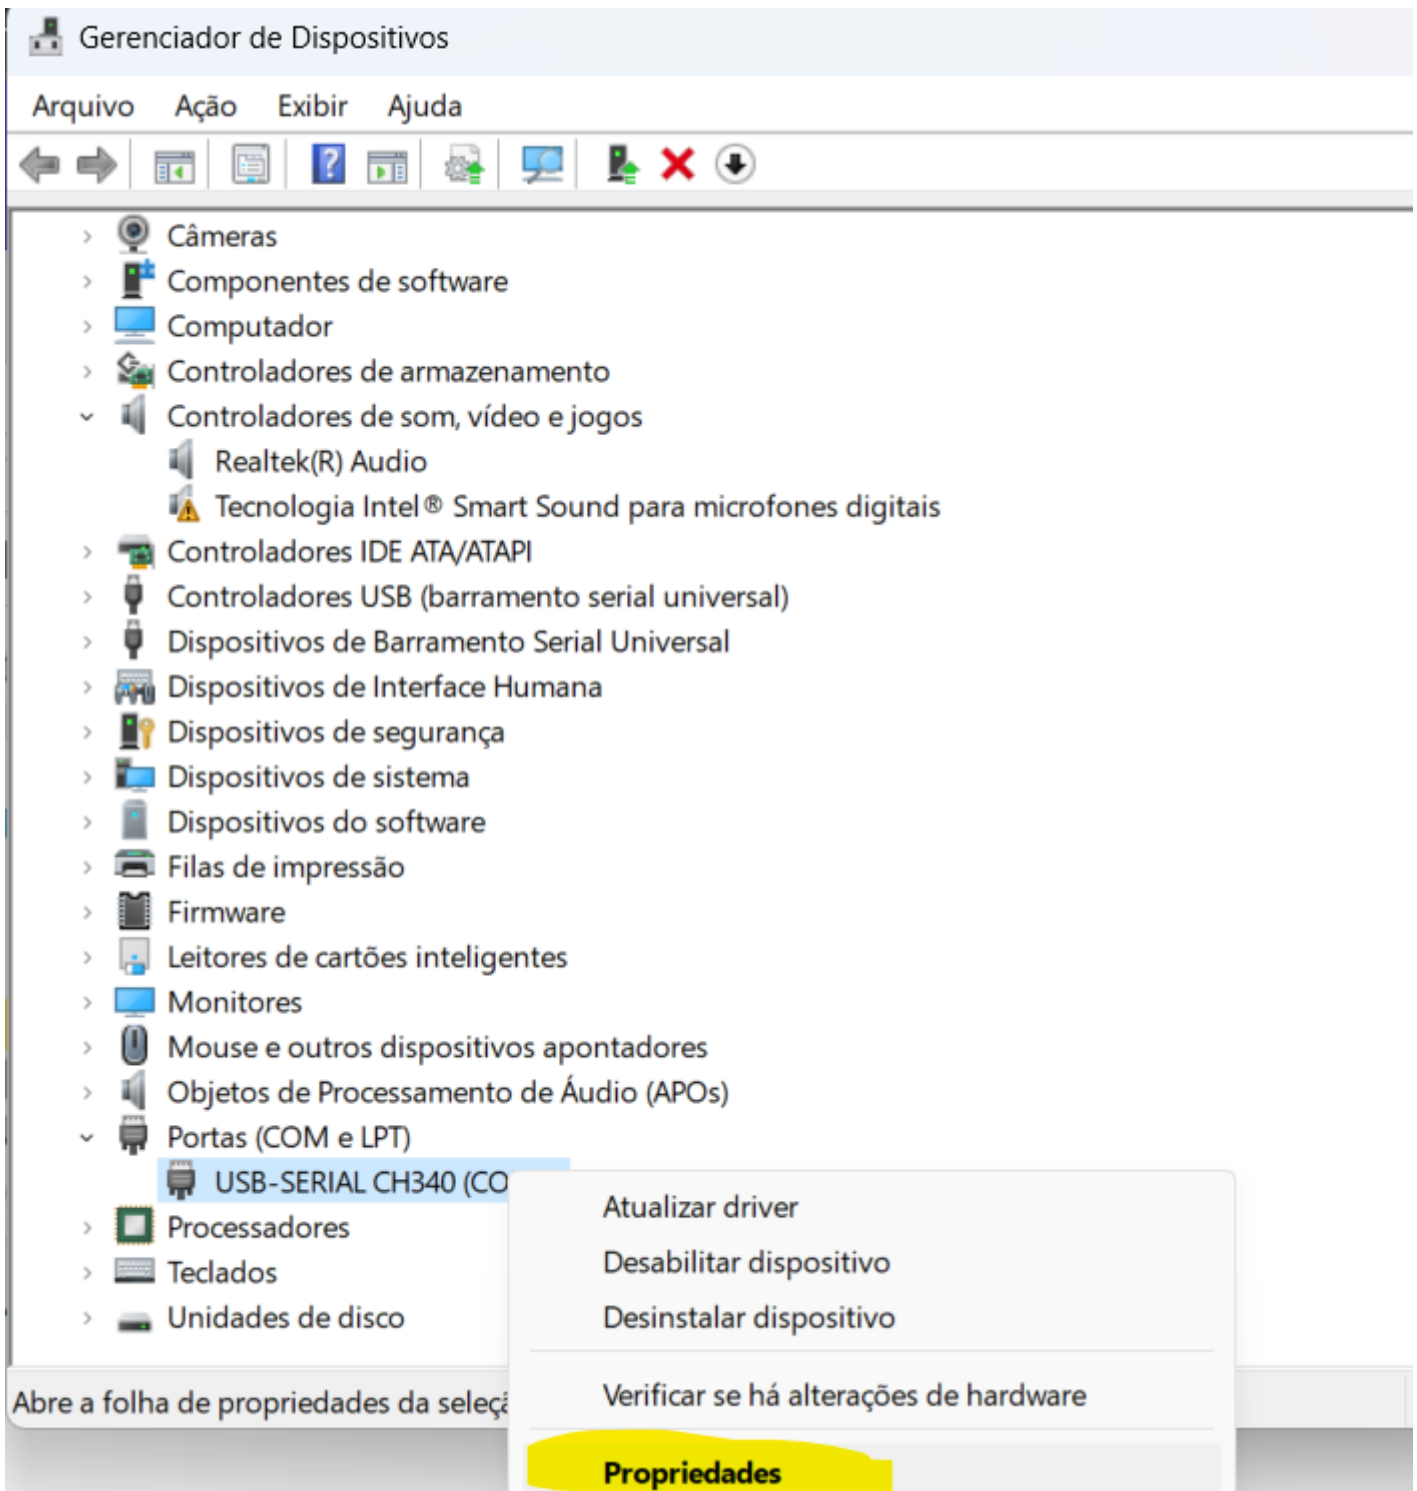 Gerenciador de Dispositivos
Arquivo Ação Exibir Ajuda
Câmeras
Componentes de software
Computador
Controladores de armazenamento
Controladores de som, vídeo e jogos
Realtek(R) Audio
Tecnologia Intel® Smart Sound para microfones digitais
Controladores IDE ATA/ATAPI
Controladores USB (barramento serial universal)
Dispositivos de Barramento Serial Universal
Dispositivos de Interface Humana
Dispositivos de segurança
Dispositivos de sistema
Dispositivos do software
Filas de impressão
Firmware
Leitores de cartões inteligentes
Monitores
Mouse e outros dispositivos apontadores
Objetos de Processamento de Áudio (APOs)
Portas (COM e LPT)
USB-SERIAL CH340 (CO
Processadores
Teclados
Unidades de disco
Atualizar driver
Desabilitar dispositivo
Desinstalar dispositivo
Verificar se há alterações de hardware
Propriedades
Abre a folha de propriedades da